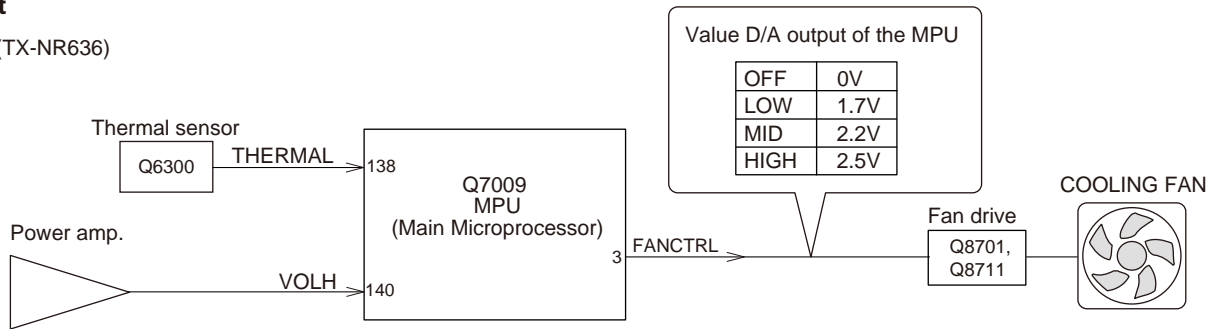 t
(TX-NR636)
Value D/A output of the MPU
OFF 0V
LOW 1.7V
MID 2.2V
HIGH 2.5V
Thermal sensor
Q6300
THERMAL
138
Q7009
MPU
(Main Microprocessor)
Power amp.
VOLH
140
3
FANCTRL
Fan drive
Q8701,
Q8711
COOLING FAN